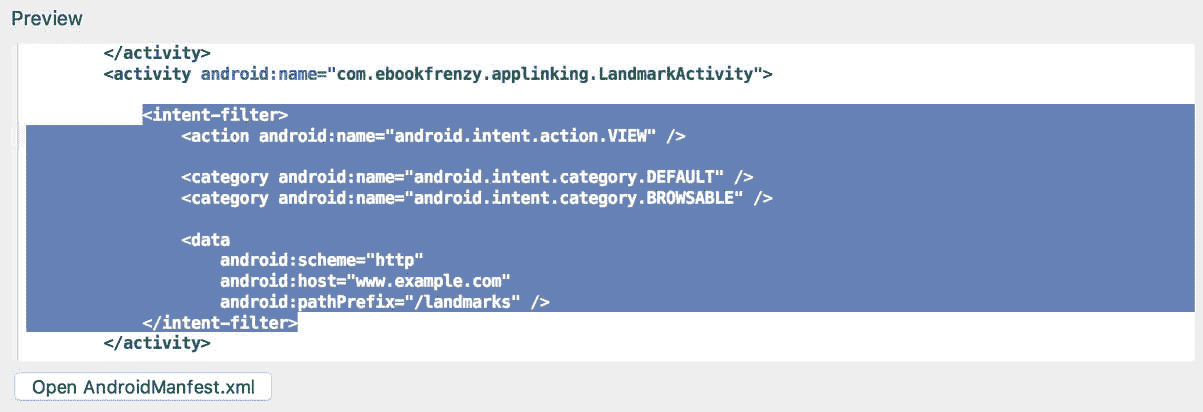 Preview
</activity>
<activity android:name="com.ebookfrenzy.applinking.LandmarkActivity">
<intent-filter>
<action android:name="android.intent.action.VIEW" />
<category android:name="android.intent.category.DEFAULT" />
<category android:name="android.intent.category.BROWSABLE" />
<data
android:scheme="http"
android:host="www.example.com"
android:pathPrefix="/landmarks" />
</intent-filter>
</activity>
Open AndroidManfest.xml